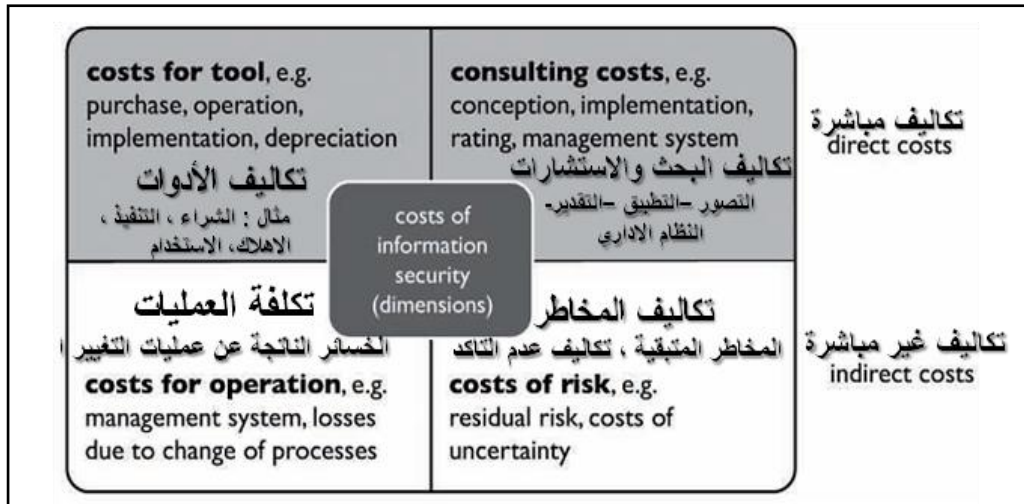 costs for tool, e.g.
purchase, operation,
implementation, depreciation
تكاليف الأدوات
مثال : الشراء ، التنفيذ ،
الاهلاك، الاستخدام
consulting costs, e.g.
conception, implementation,
rating, management system
تكاليف البحث والاستشارات
التصور –التطبيق –التقدير-
النظام الاداري
تكاليف مباشرة
direct costs
costs of
information
security
(dimensions)
تكلفة العمليات
الخسائر الناتجة عن عمليات التغيير
costs for operation, e.g.
management system, losses
due to change of processes
تكاليف المخاطر
المخاطر المتبقية ، تكاليف عدم التاكد
costs of risk, e.g.
residual risk, costs of
uncertainty
تكاليف غير مباشرة
indirect costs